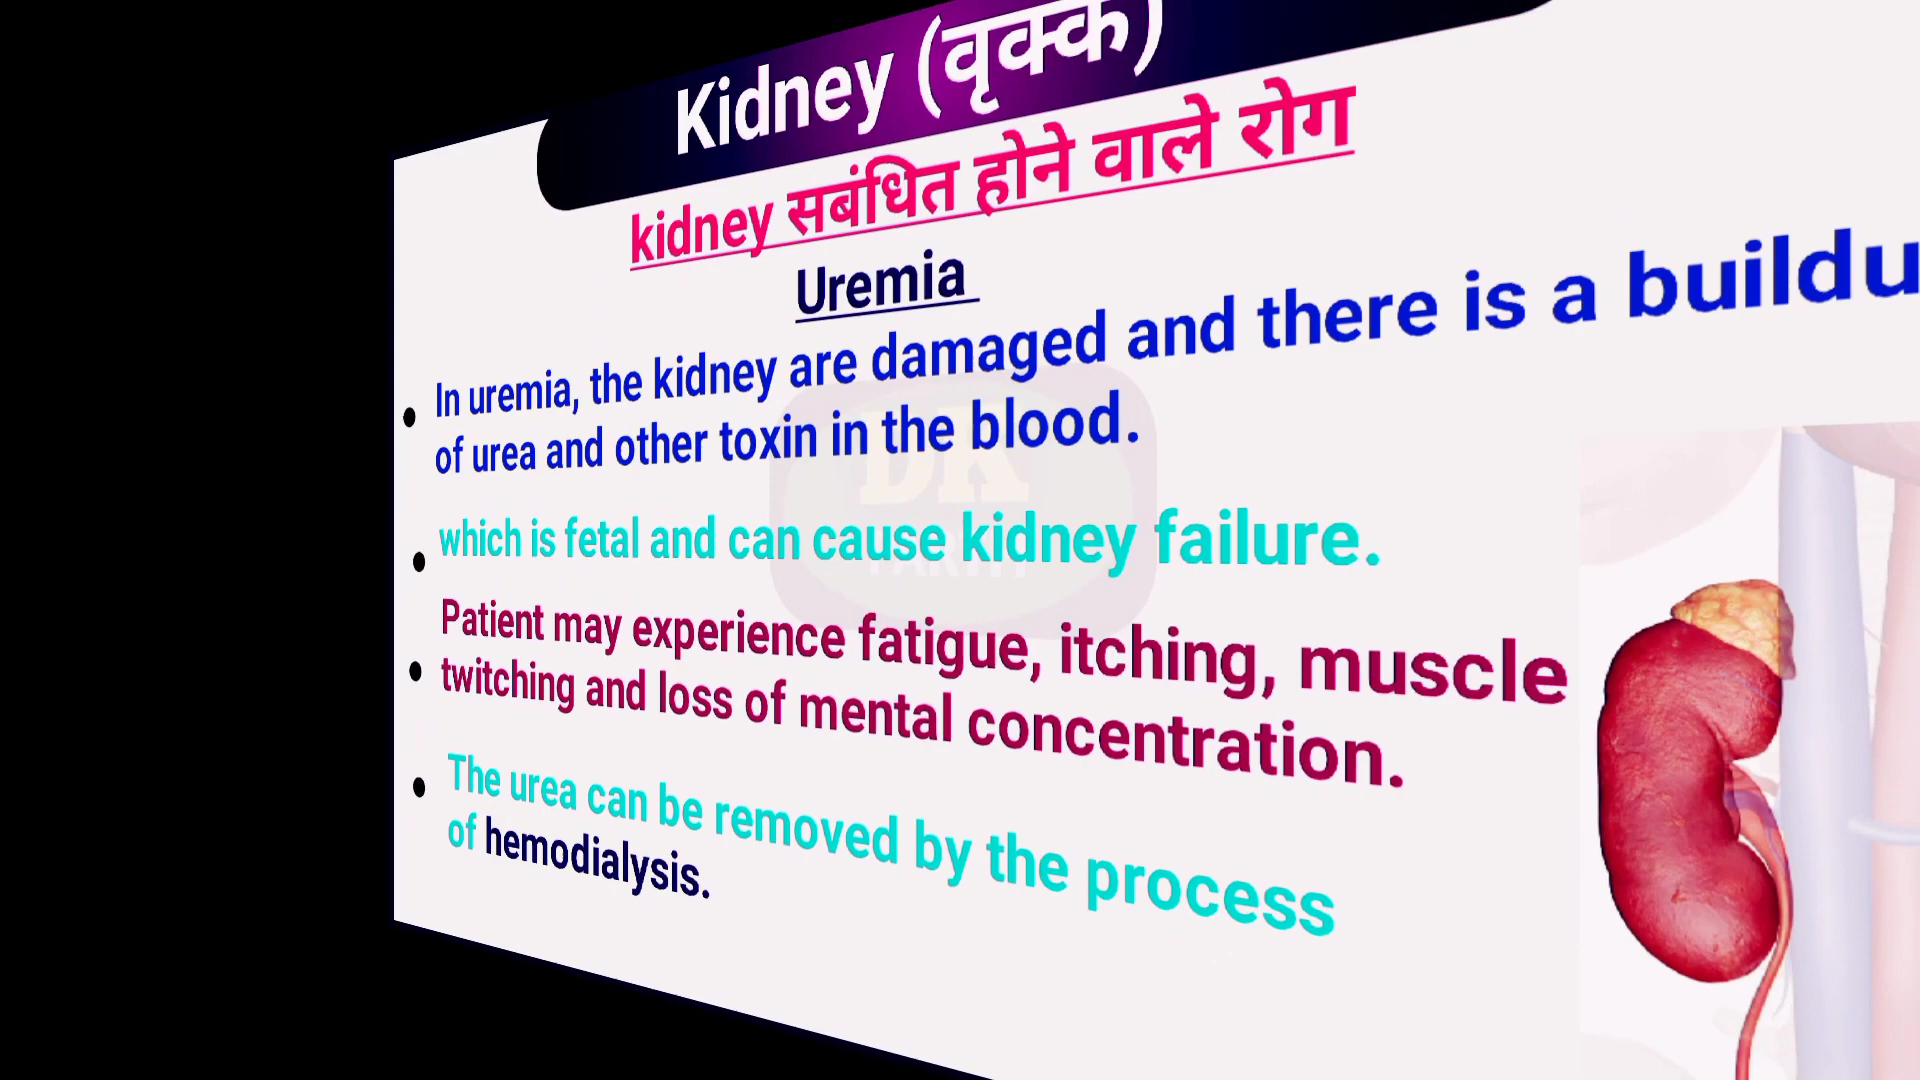 Kidney (वृक्क)
kidney सबंधित होने वाले रोग
Uremia
In uremia, the kidney are damaged and there is a buildu
of urea and other toxin in the blood.
which is fetal and can cause kidney failure.
Patient may experience fatigue, itching, muscle
twitching and loss of mental concentration.
The urea can be removed by the process
of hemodialysis.
DK